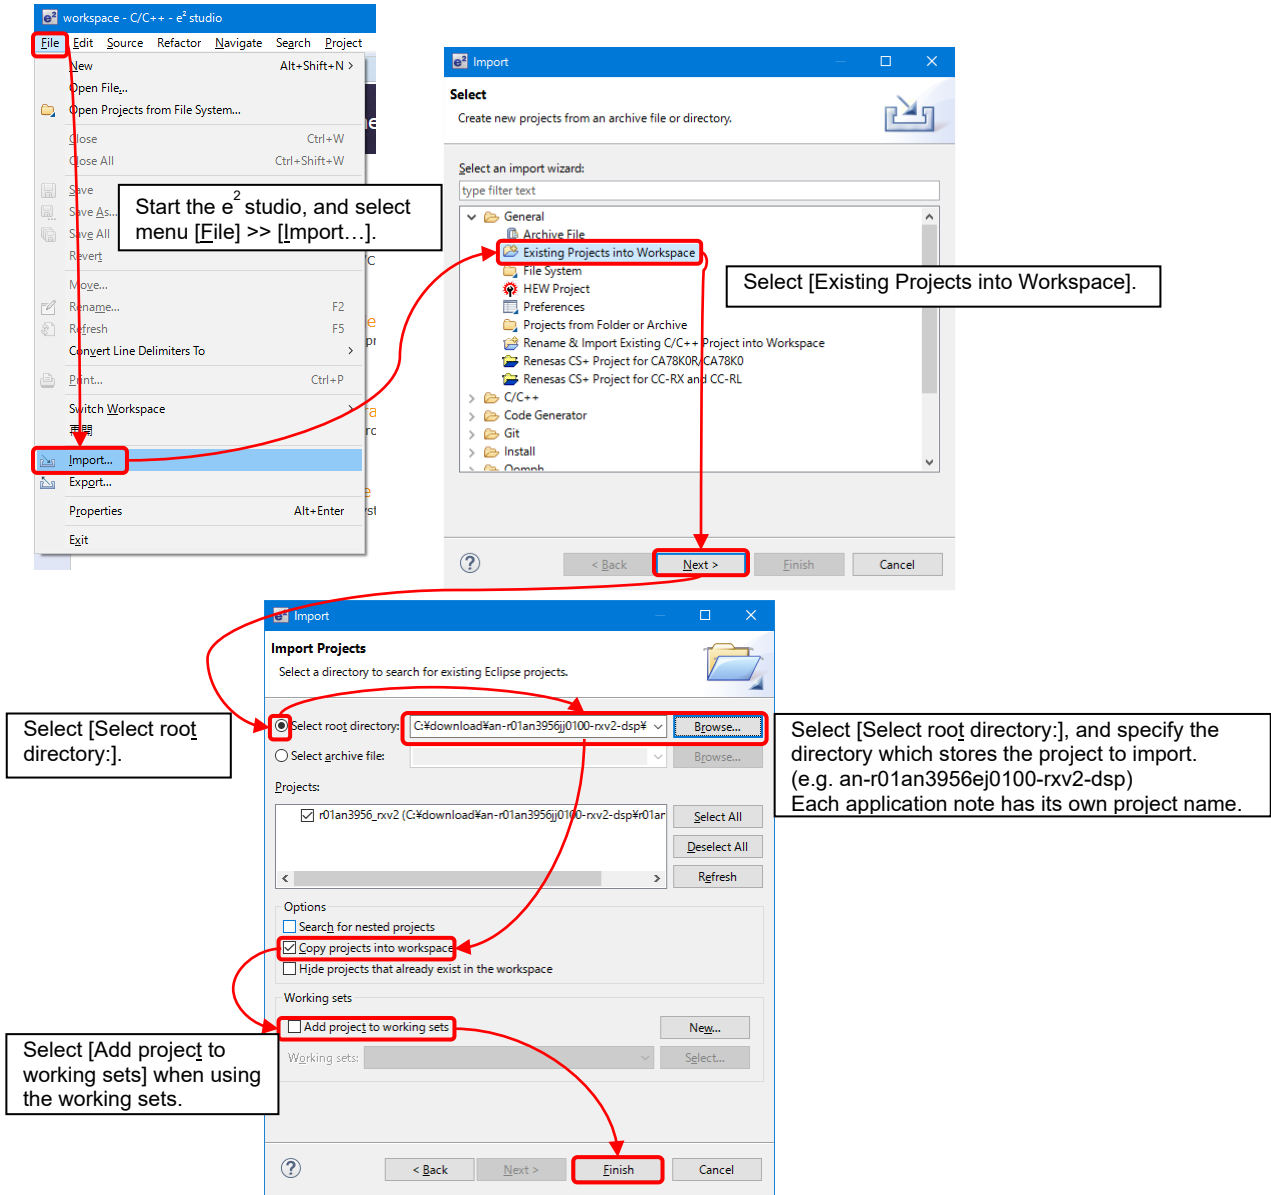 workspace - C/C++ - e² studio
File Edit Source Refactor Navigate Search Project
New Alt+Shift+N >
Open File...
Open Projects from File System...
Close Ctrl+W
Close All Ctrl+Shift+W
Save
Save As...
Save All
Revert
Move...
Rename... F2
Refresh F5
Convert Line Delimiters To >
Print... Ctrl+P
Switch Workspace >
再開
Import...
Export...
Properties Alt+Enter
Exit
Start the e² studio, and select
menu [File] >> [Import…].
Import
Select
Create new projects from an archive file or directory.
Select an import wizard:
type filter text
General
Archive File
Existing Projects into Workspace
File System
HEW Project
Preferences
Projects from Folder or Archive
Rename & Import Existing C/C++ Project into Workspace
Renesas CS+ Project for CA78K0R/CA78K0
Renesas CS+ Project for CC-RX and CC-RL
C/C++
Code Generator
Git
Install
Oomph
< Back Next > Finish Cancel
Select [Existing Projects into Workspace].
Import
Import Projects
Select a directory to search for existing Eclipse projects.
Select root directory: C:¥download¥an-r01an3956jj0100-rxv2-dsp¥ Browse...
Select archive file: Browse...
Projects:
r01an3956_rxv2 (C:¥download¥an-r01an3956jj0100-rxv2-dsp¥r01an
Select All
Deselect All
Refresh
Options
Search for nested projects
Copy projects into workspace
Hide projects that already exist in the workspace
Working sets
Add project to working sets New...
Working sets: Select...
< Back Next > Finish Cancel
Select [Select root
directory:].
Select [Select root directory:], and specify the
directory which stores the project to import.
(e.g. an-r01an3956ej0100-rxv2-dsp)
Each application note has its own project name.
Select [Add project to
working sets] when using
the working sets.